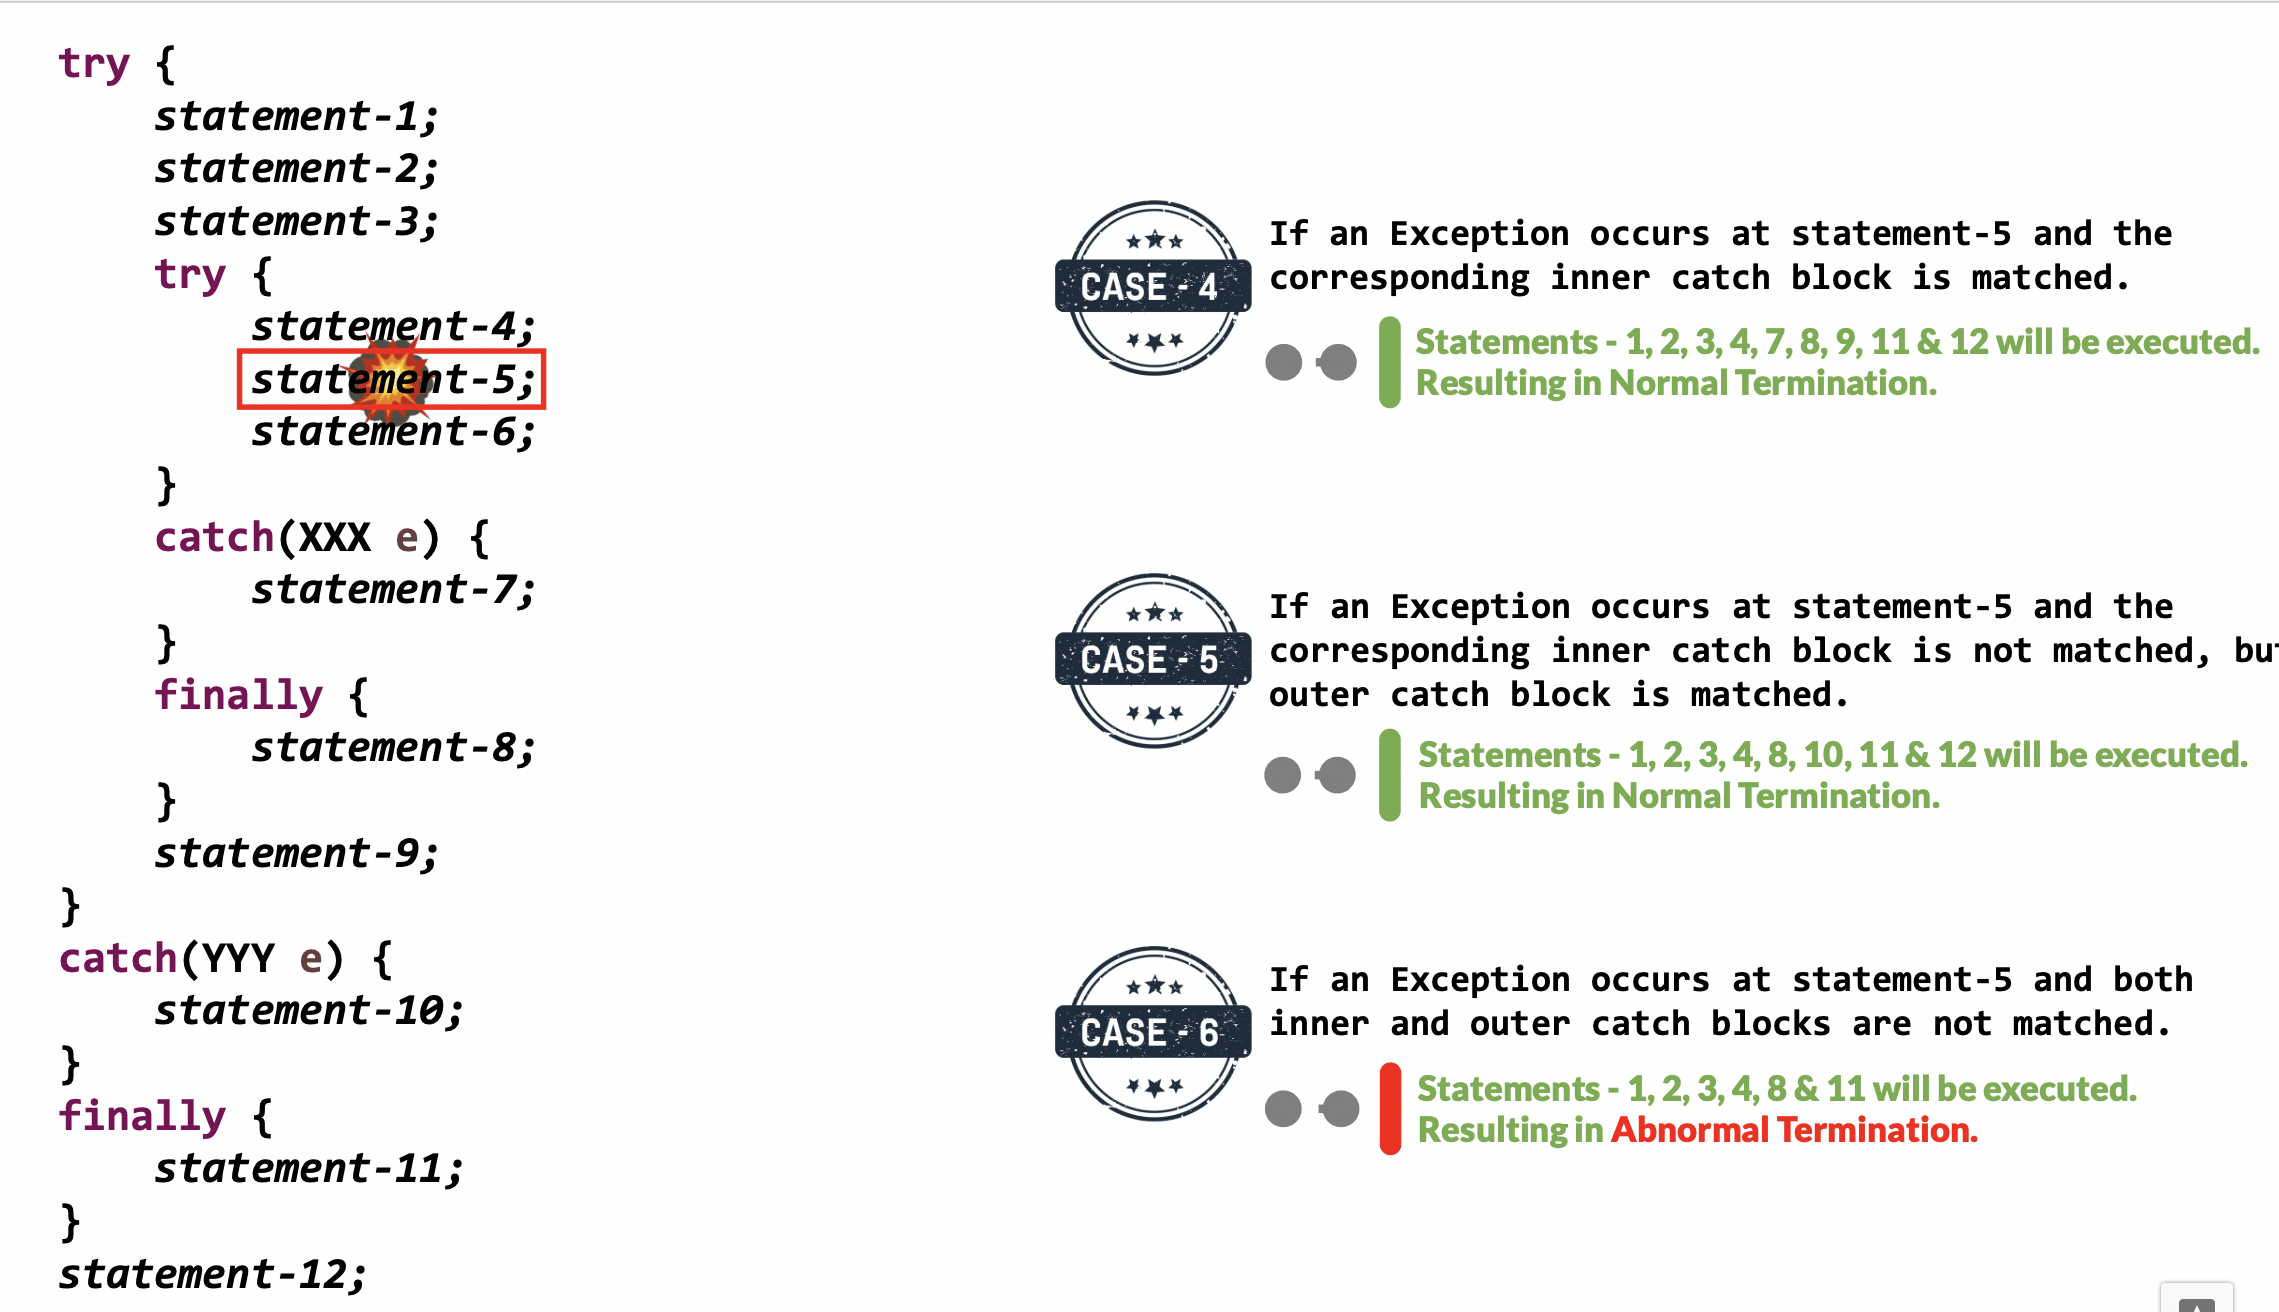 try {
statement-1;
statement-2;
statement-3;
try {
statement-4;
statement-5;
statement-6;
}
catch(XXX e) {
statement-7;
}
finally {
statement-8;
}
statement-9;
}
catch(YYY e) {
statement-10;
}
finally {
statement-11;
}
statement-12;
CASE - 4
If an Exception occurs at statement-5 and the
corresponding inner catch block is matched.
Statements - 1, 2, 3, 4, 7, 8, 9, 11 & 12 will be executed.
Resulting in Normal Termination.
CASE - 5
If an Exception occurs at statement-5 and the
corresponding inner catch block is not matched, but
outer catch block is matched.
Statements - 1, 2, 3, 4, 8, 10, 11 & 12 will be executed.
Resulting in Normal Termination.
CASE - 6
If an Exception occurs at statement-5 and both
inner and outer catch blocks are not matched.
Statements - 1, 2, 3, 4, 8 & 11 will be executed.
Resulting in Abnormal Termination.